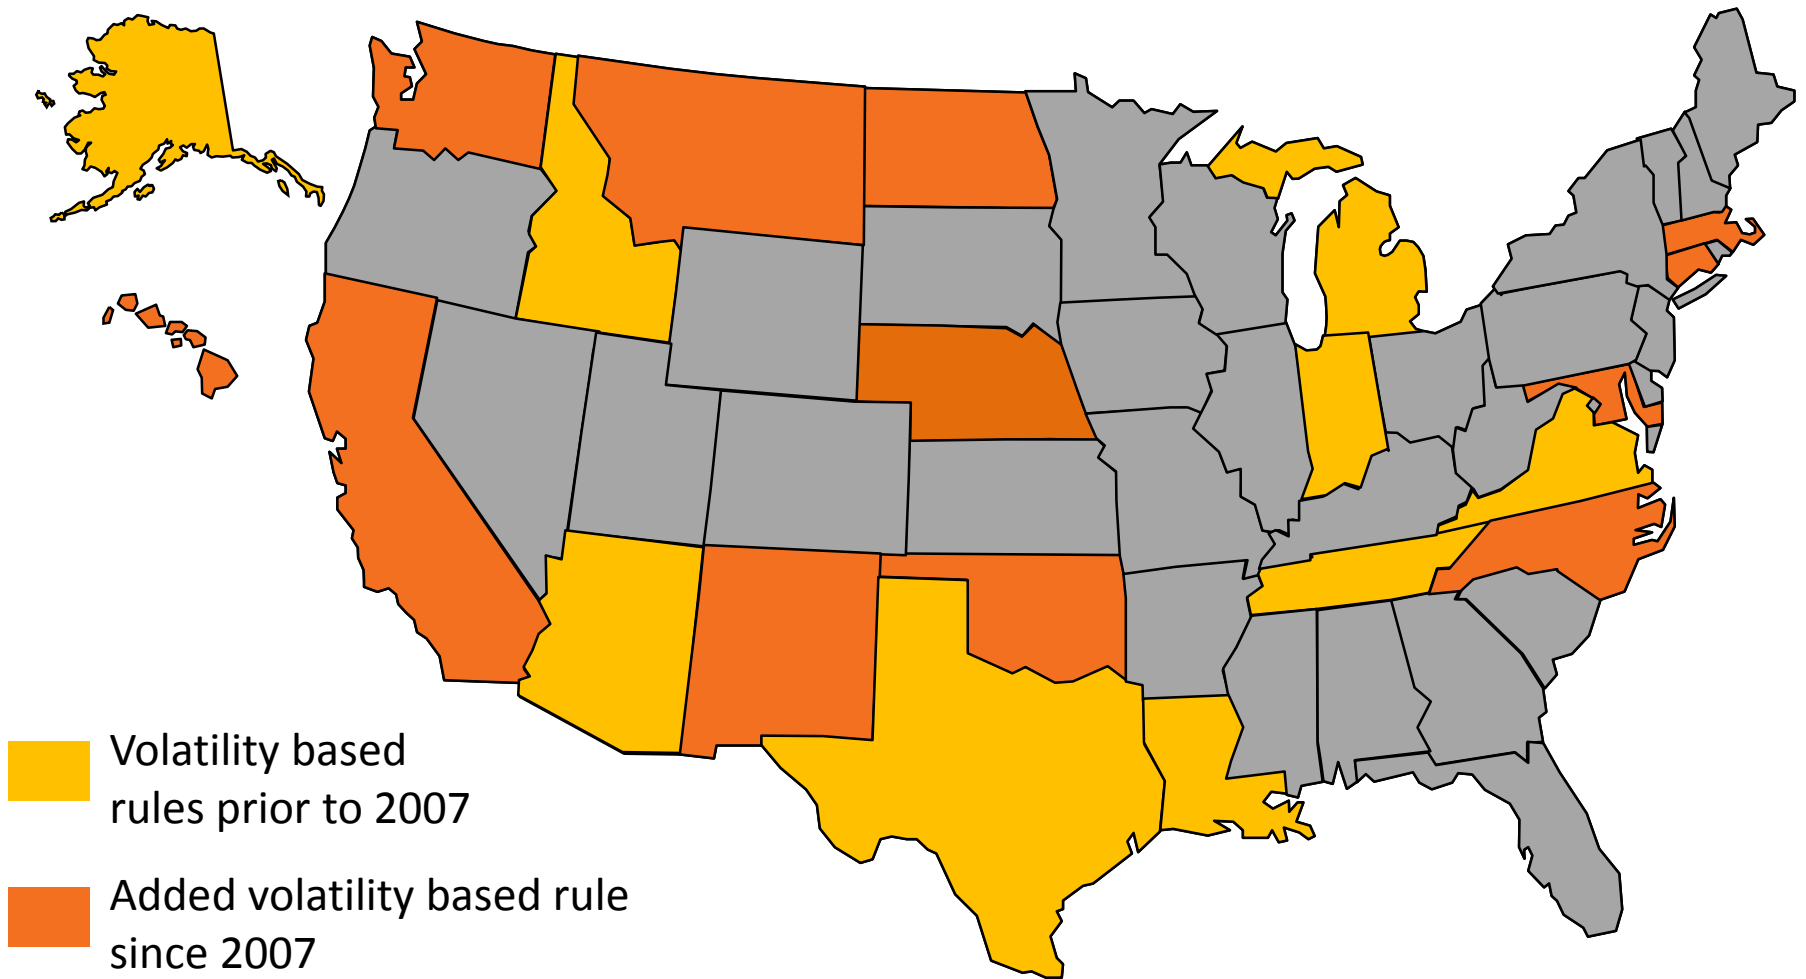 Volatility based
rules prior to 2007
Added volatility based rule
since 2007